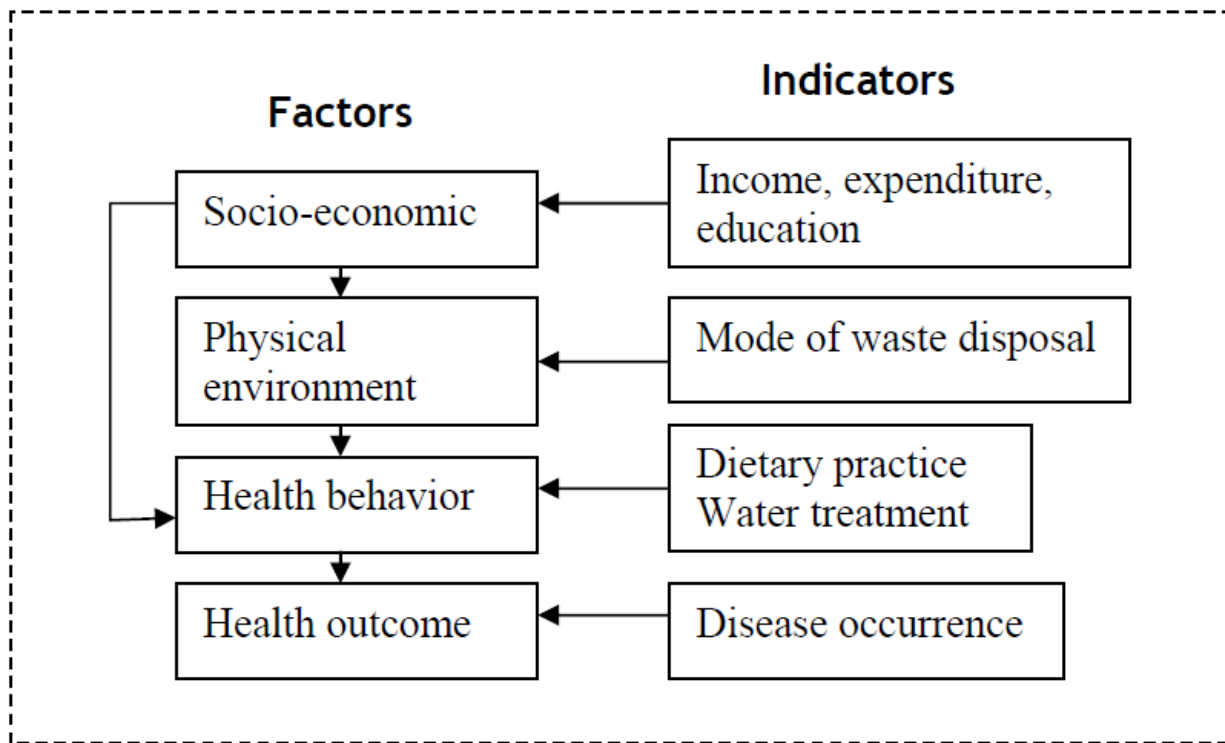 Factors
Indicators
Socio-economic
Income, expenditure,
education
Physical
environment
Mode of waste disposal
Health behavior
Dietary practice
Water treatment
Health outcome
Disease occurrence